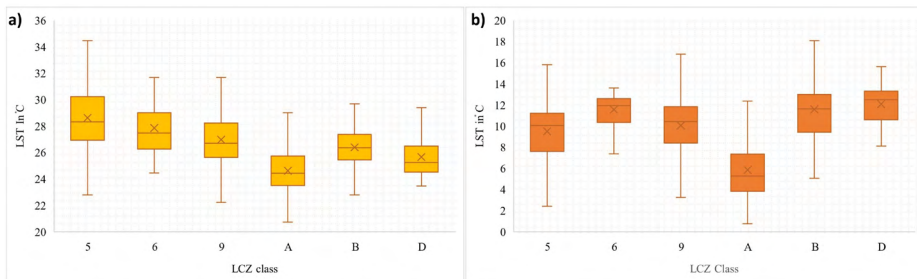 a)
36
34
32
30
28
26
24
22
20
LST In ̊C
5 6 9 A B D
LCZ class
b)
20
18
16
14
12
10
8
6
4
2
0
LST in ̊C
5 6 9 A B D
LCZ Class